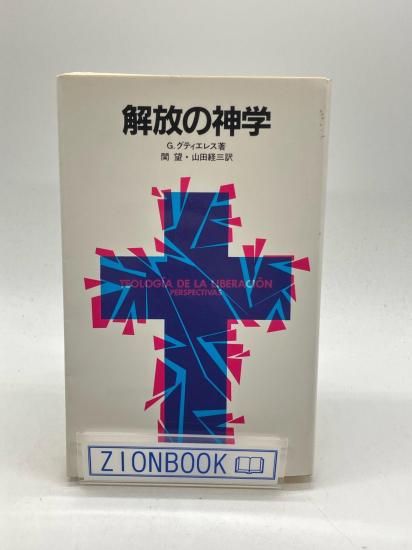 解放の神学
G.グティエレス著
関 望・山田経三訳
TEOLOGÍA DE LA LIBERACIÓN
PERSPECTIVAS
ZIONBOOK